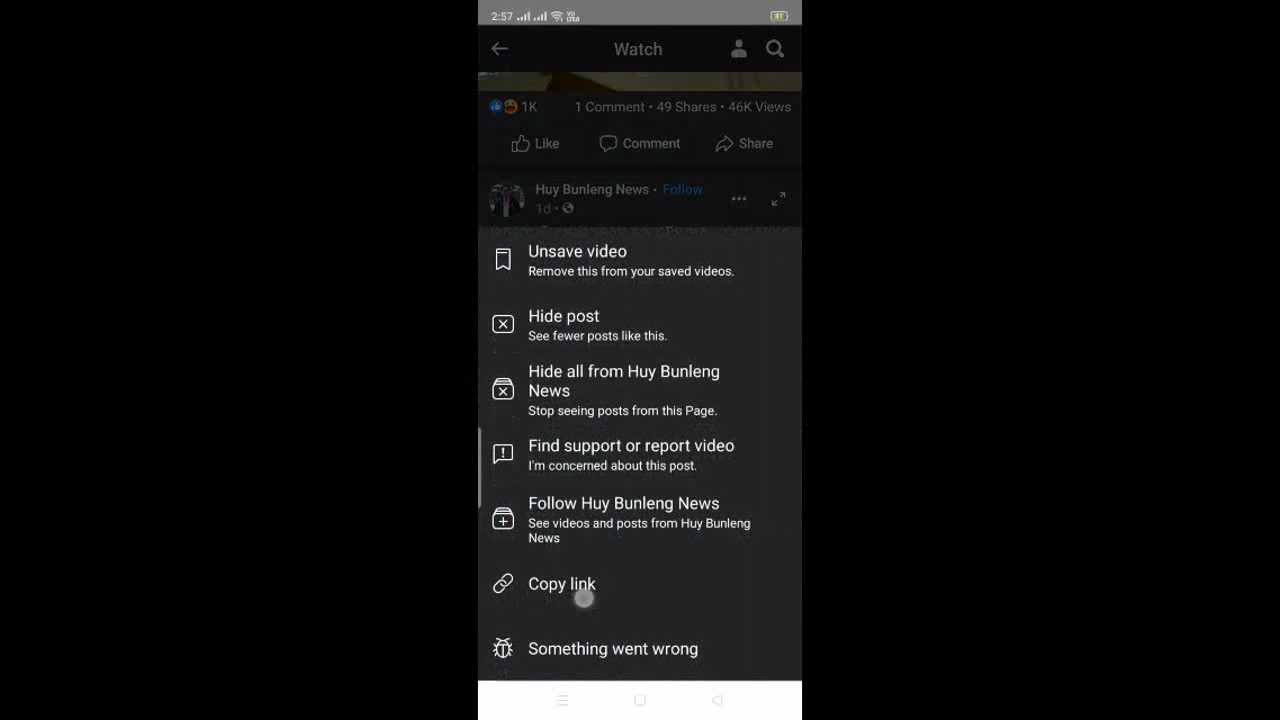 2:57 VO LTE
Watch
1K 1 Comment • 49 Shares • 46K Views
Like Comment Share
Huy Bunleng News • Follow
1d •
Unsave video
Remove this from your saved videos.
Hide post
See fewer posts like this.
Hide all from Huy Bunleng
News
Stop seeing posts from this Page.
Find support or report video
I'm concerned about this post.
Follow Huy Bunleng News
See videos and posts from Huy Bunleng
News
Copy link
Something went wrong